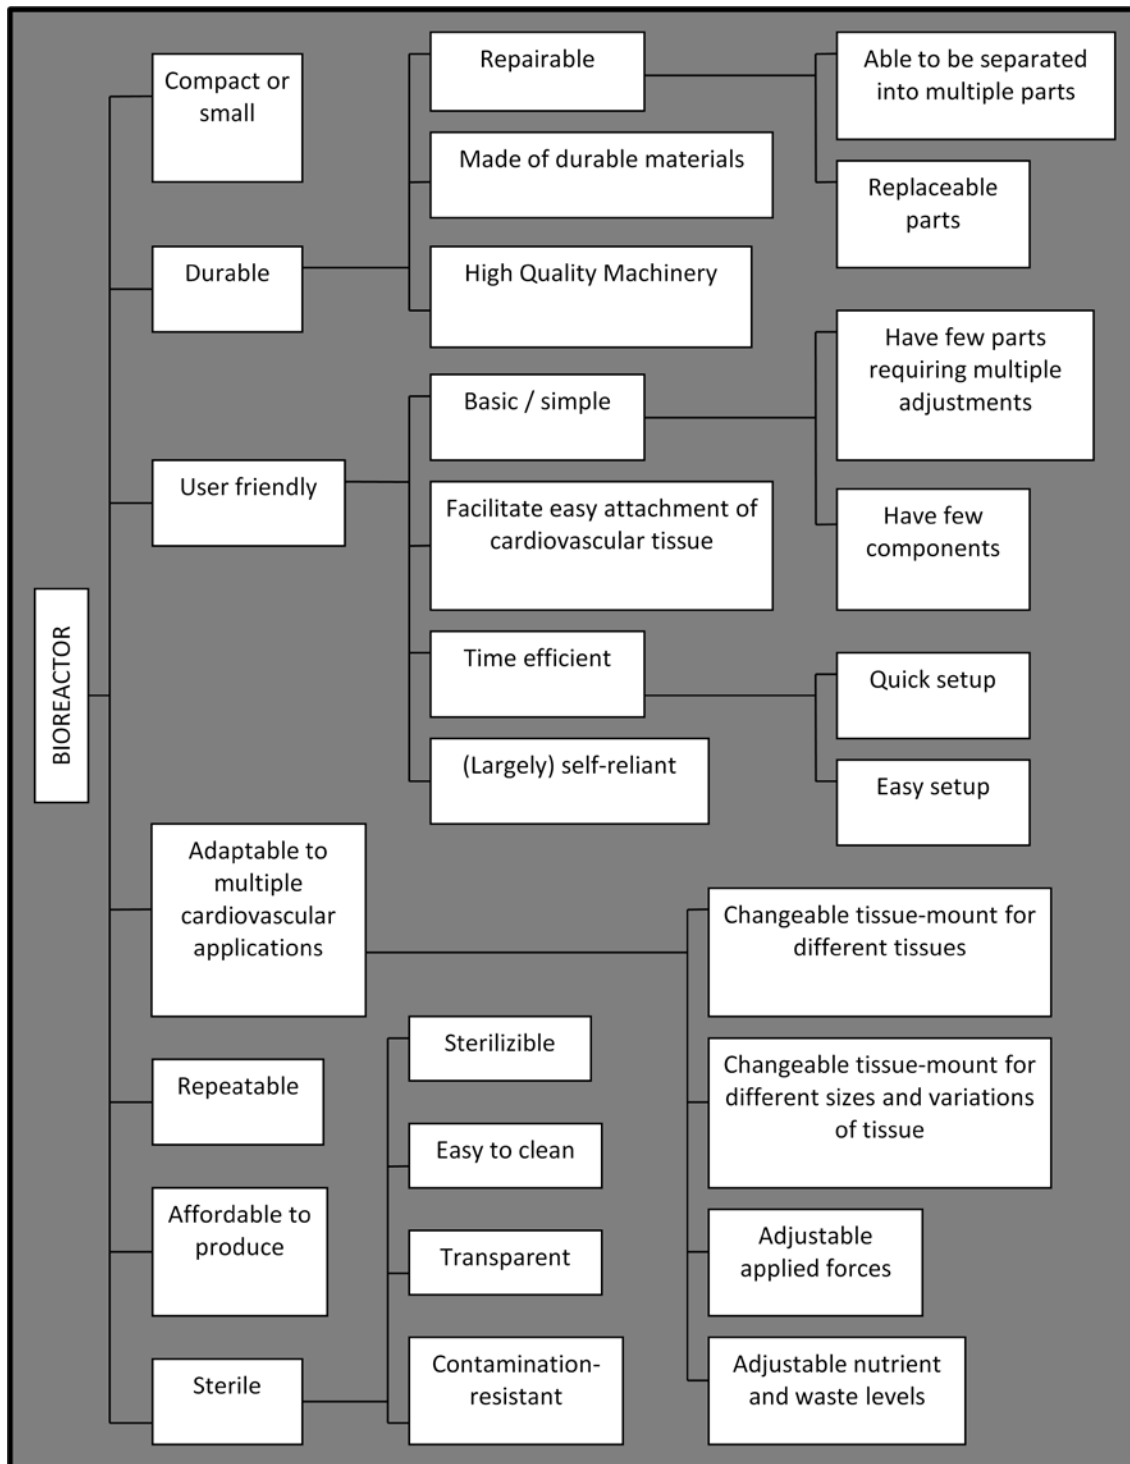 BIOREACTOR
Compact or
small
Durable
Repairable
Able to be separated
into multiple parts
Replaceable
parts
Made of durable materials
High Quality Machinery
User friendly
Basic / simple
Have few parts
requiring multiple
adjustments
Have few
components
Facilitate easy attachment of
cardiovascular tissue
Time efficient
Quick setup
Easy setup
(Largely) self-reliant
Adaptable to
multiple
cardiovascular
applications
Changeable tissue-mount for
different tissues
Changeable tissue-mount for
different sizes and variations
of tissue
Adjustable
applied forces
Adjustable nutrient
and waste levels
Repeatable
Affordable to
produce
Sterile
Sterilizible
Easy to clean
Transparent
Contamination-
resistant